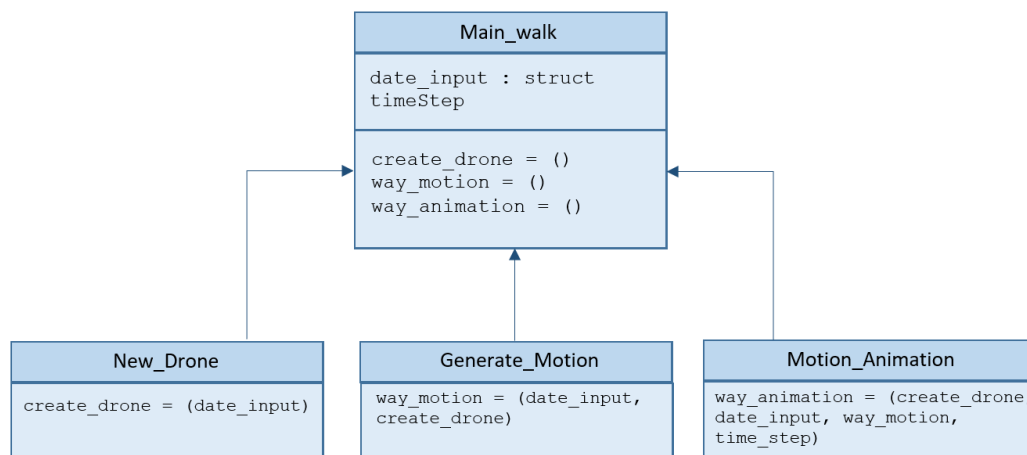 Main_walk
date_input : struct
timeStep
create_drone = ()
way_motion = ()
way_animation = ()
New_Drone
create_drone = (date_input)
Generate_Motion
way_motion = (date_input,
create_drone)
Motion_Animation
way_animation = (create_drone
date_input, way_motion,
time_step)